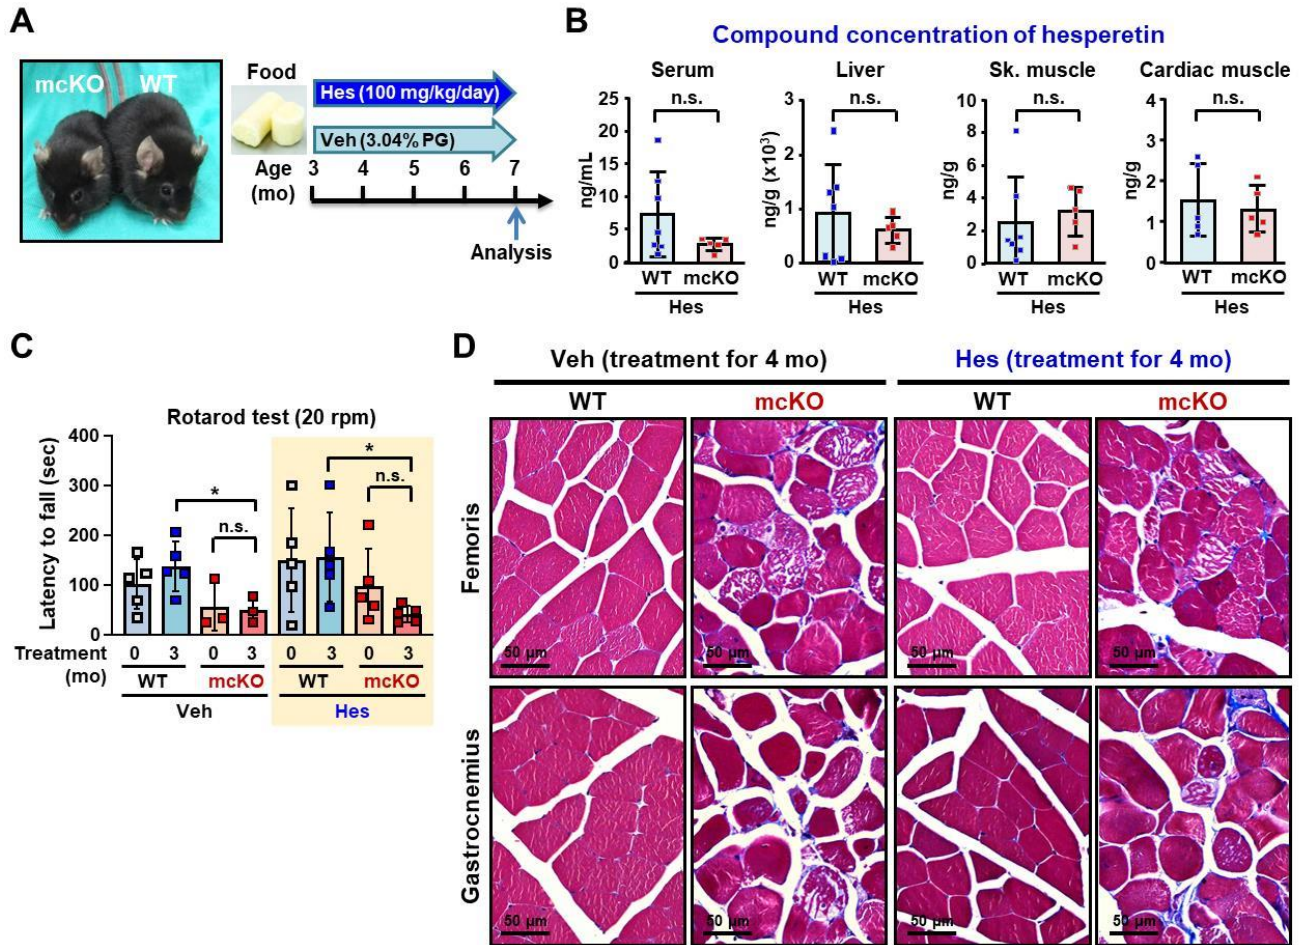 A
mcKO WT
Food
Hes (100 mg/kg/day)
Veh (3.04% PG)
Age
(mo)
3 4 5 6 7
Analysis
B
Compound concentration of hesperetin
Serum
n.s.
ng/mL
25
20
15
10
5
0
WT mcKO
Hes
Liver
n.s.
ng/g (x10³)
3
2
1
0
WT mcKO
Hes
Sk. muscle
n.s.
ng/g
10
8
6
4
2
0
WT mcKO
Hes
Cardiac muscle
n.s.
ng/g
4
3
2
1
0
WT mcKO
Hes
C
Rotarod test (20 rpm)
Latency to fall (sec)
400
300
200
100
0
*
n.s.
*
n.s.
Treatment
(mo)
0 3 0 3 0 3 0 3
WT mcKO WT mcKO
Veh Hes
D
Veh (treatment for 4 mo) Hes (treatment for 4 mo)
WT mcKO WT mcKO
Femoris
50 µm 50 µm 50 µm 50 µm
Gastrocnemius
50 µm 50 µm 50 µm 50 µm